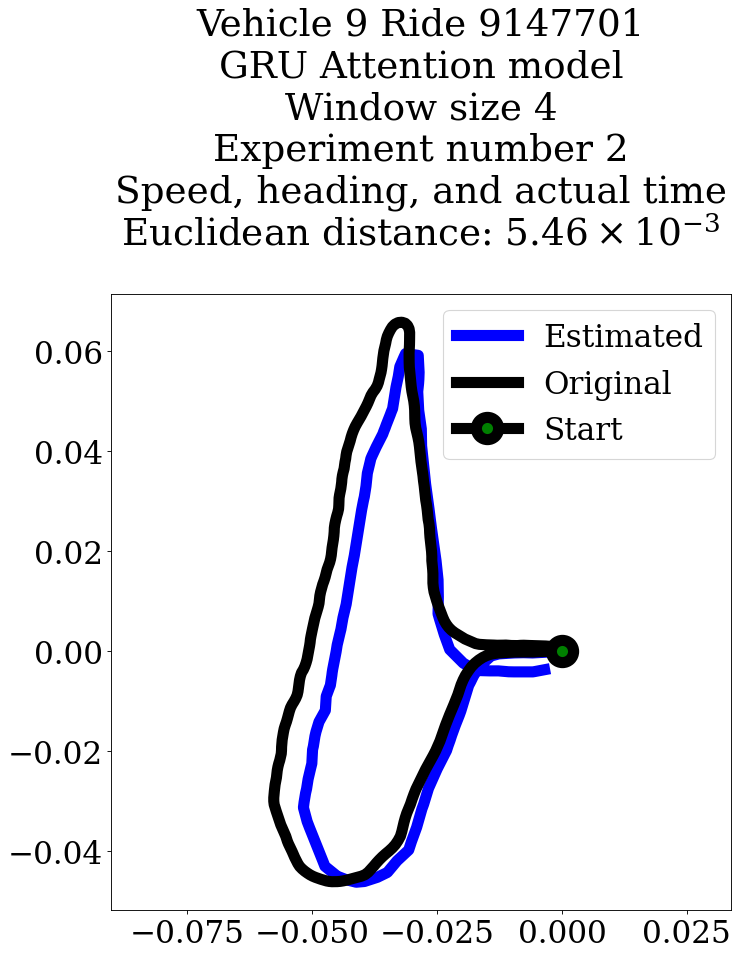 Vehicle 9 Ride 9147701
GRU Attention model
Window size 4
Experiment number 2
Speed, heading, and actual time
Euclidean distance: 5.46 × 10⁻³
Estimated
Original
Start
0.06
0.04
0.02
0.00
−0.02
−0.04
−0.075 −0.050 −0.025 0.000 0.025